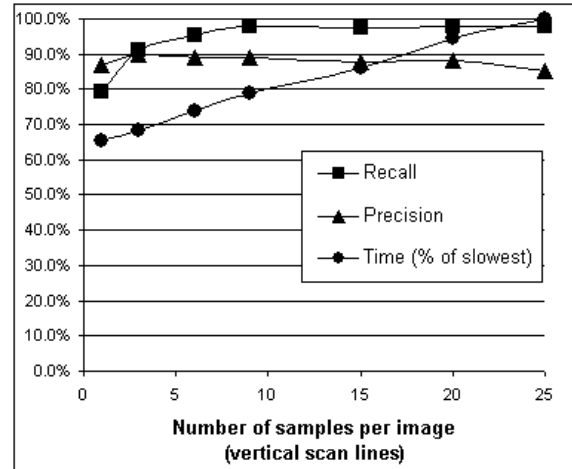 100.0%
90.0%
80.0%
70.0%
60.0%
50.0%
40.0%
30.0%
20.0%
10.0%
0.0%
Recall
Precision
Time (% of slowest)
0 5 10 15 20 25
Number of samples per image
(vertical scan lines)